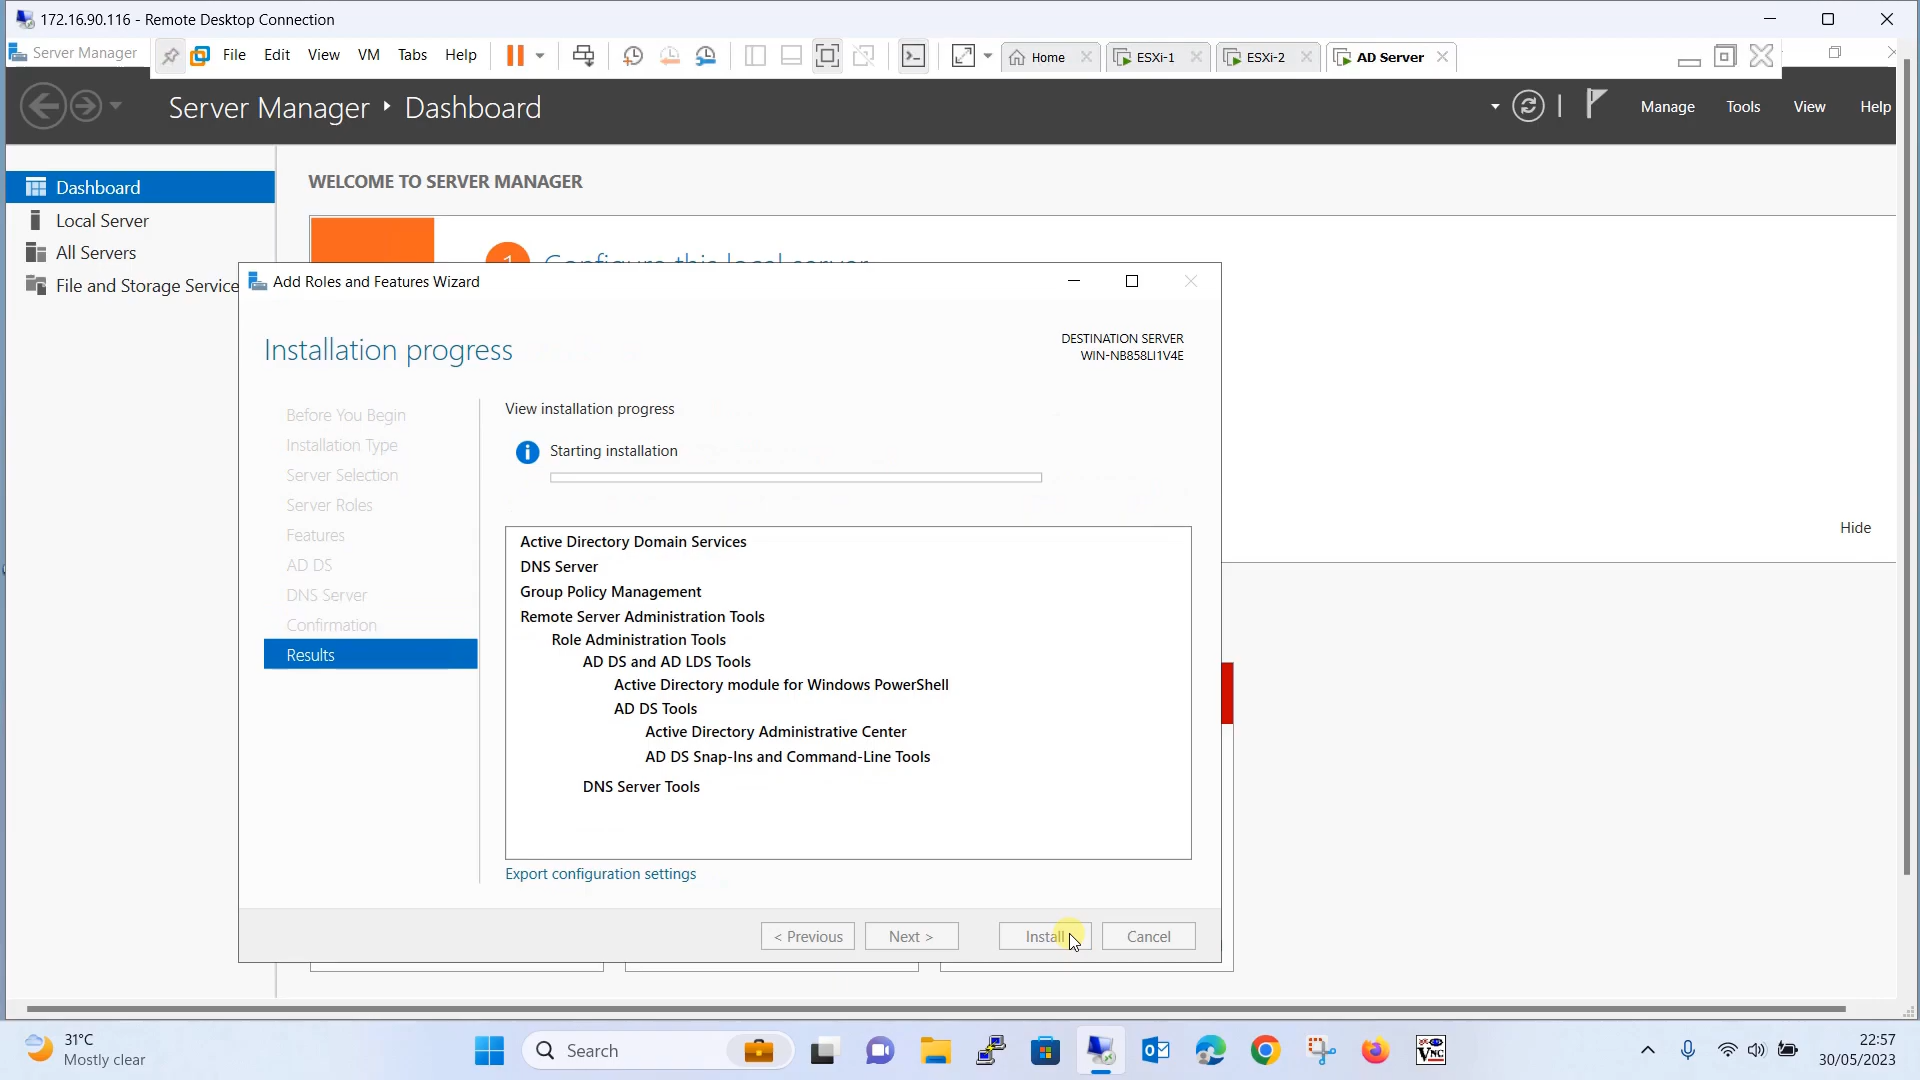 172.16.90.116 - Remote Desktop Connection
Server Manager
File Edit View VM Tabs Help
Home ESXi-1 ESXi-2 AD Server
Server Manager Dashboard
Manage Tools View Help
Dashboard
Local Server
All Servers
File and Storage Service
WELCOME TO SERVER MANAGER
1 Configure this local server
Add Roles and Features Wizard
Installation progress
DESTINATION SERVER
WIN-NB858LI1V4E
Before You Begin
Installation Type
Server Selection
Server Roles
Features
AD DS
DNS Server
Confirmation
Results
View installation progress
Starting installation
Active Directory Domain Services
DNS Server
Group Policy Management
Remote Server Administration Tools
Role Administration Tools
AD DS and AD LDS Tools
Active Directory module for Windows PowerShell
AD DS Tools
Active Directory Administrative Center
AD DS Snap-Ins and Command-Line Tools
DNS Server Tools
Export configuration settings
< Previous Next > Install Cancel
Hide
31°C
Mostly clear
Search
VNC
22:57
30/05/2023